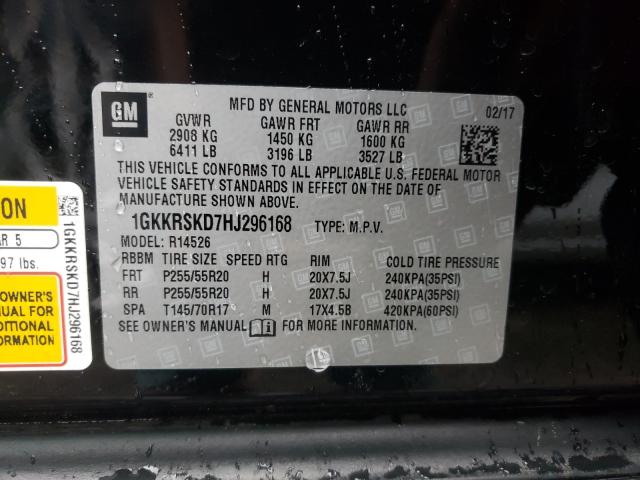 GM
MFD BY GENERAL MOTORS LLC 02/17
GVWR GAWR FRT GAWR RR
2908 KG 1450 KG 1600 KG
6411 LB 3196 LB 3527 LB
THIS VEHICLE CONFORMS TO ALL APPLICABLE U.S. FEDERAL MOTOR
VEHICLE SAFETY STANDARDS IN EFFECT ON THE DATE OF
MANUFACTURE SHOWN ABOVE.
1GKKRSKD7HJ296168 TYPE: M.P.V.
MODEL: R14526
RBBM TIRE SIZE SPEED RTG RIM COLD TIRE PRESSURE
FRT P255/55R20 H 20X7.5J 240KPA(35PSI)
RR P255/55R20 H 20X7.5J 240KPA(35PSI)
SPA T145/70R17 M 17X4.5B 420KPA(60PSI)
SEE OWNER'S MANUAL FOR MORE INFORMATION.
R 5
97 lbs.
OWNER'S
MANUAL FOR
1GKKRSKD7HJ296168